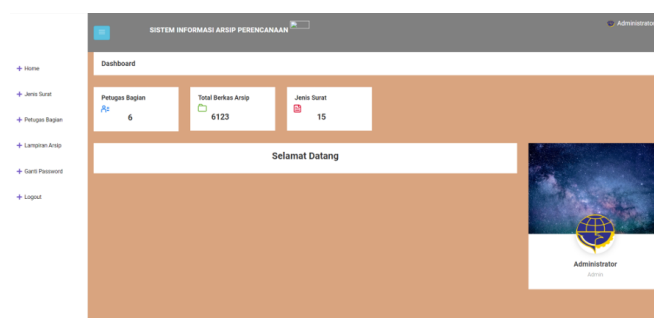 SISTEM INFORMASI ARSIP PERENCANAAN
Administrator
Dashboard
Home
Jenis Surat
Petugas Bagian
Lampiran Arsip
Ganti Password
Logout
Petugas Bagian
6
Total Berkas Arsip
6123
Jenis Surat
15
Selamat Datang
Administrator
Admin